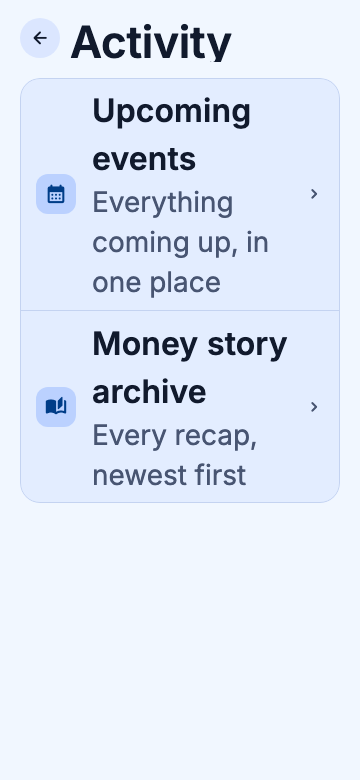 Activity
Upcoming
events
Everything
coming up, in
one place
Money story
archive
Every recap,
newest first